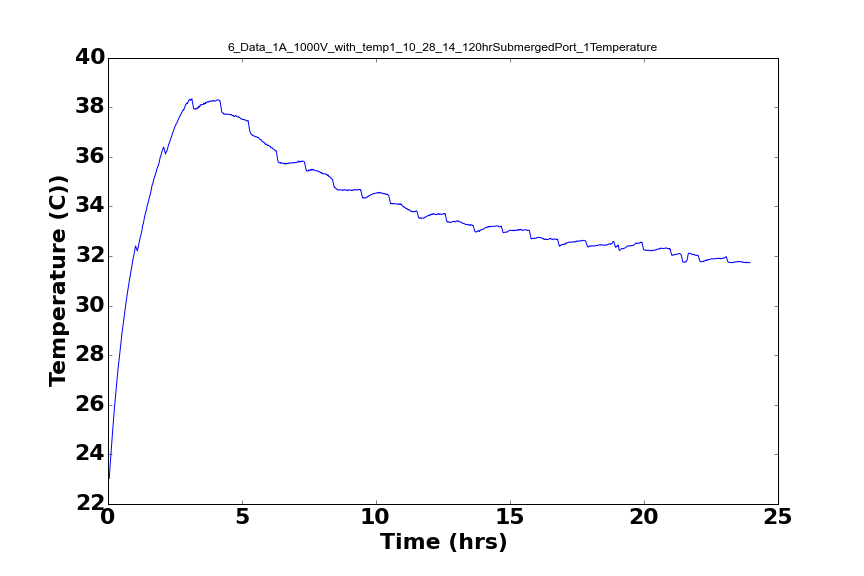 6_Data_1A_1000V_with_temp1_10_28_14_120hrSubmergedPort_1Temperature
40
38
36
34
32
30
28
26
24
22
Temperature (C))
0 5 10 15 20 25
Time (hrs)